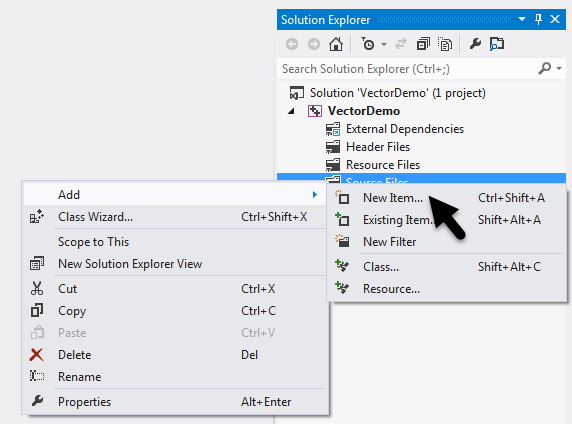 Solution Explorer
Search Solution Explorer (Ctrl+;)
Solution 'VectorDemo' (1 project)
VectorDemo
External Dependencies
Header Files
Resource Files
Source Files
Add
Class Wizard... Ctrl+Shift+X
Scope to This
New Solution Explorer View
Cut Ctrl+X
Copy Ctrl+C
Paste Ctrl+V
Delete Del
Rename
Properties Alt+Enter
New Item... Ctrl+Shift+A
Existing Item... Shift+Alt+A
New Filter
Class... Shift+Alt+C
Resource...